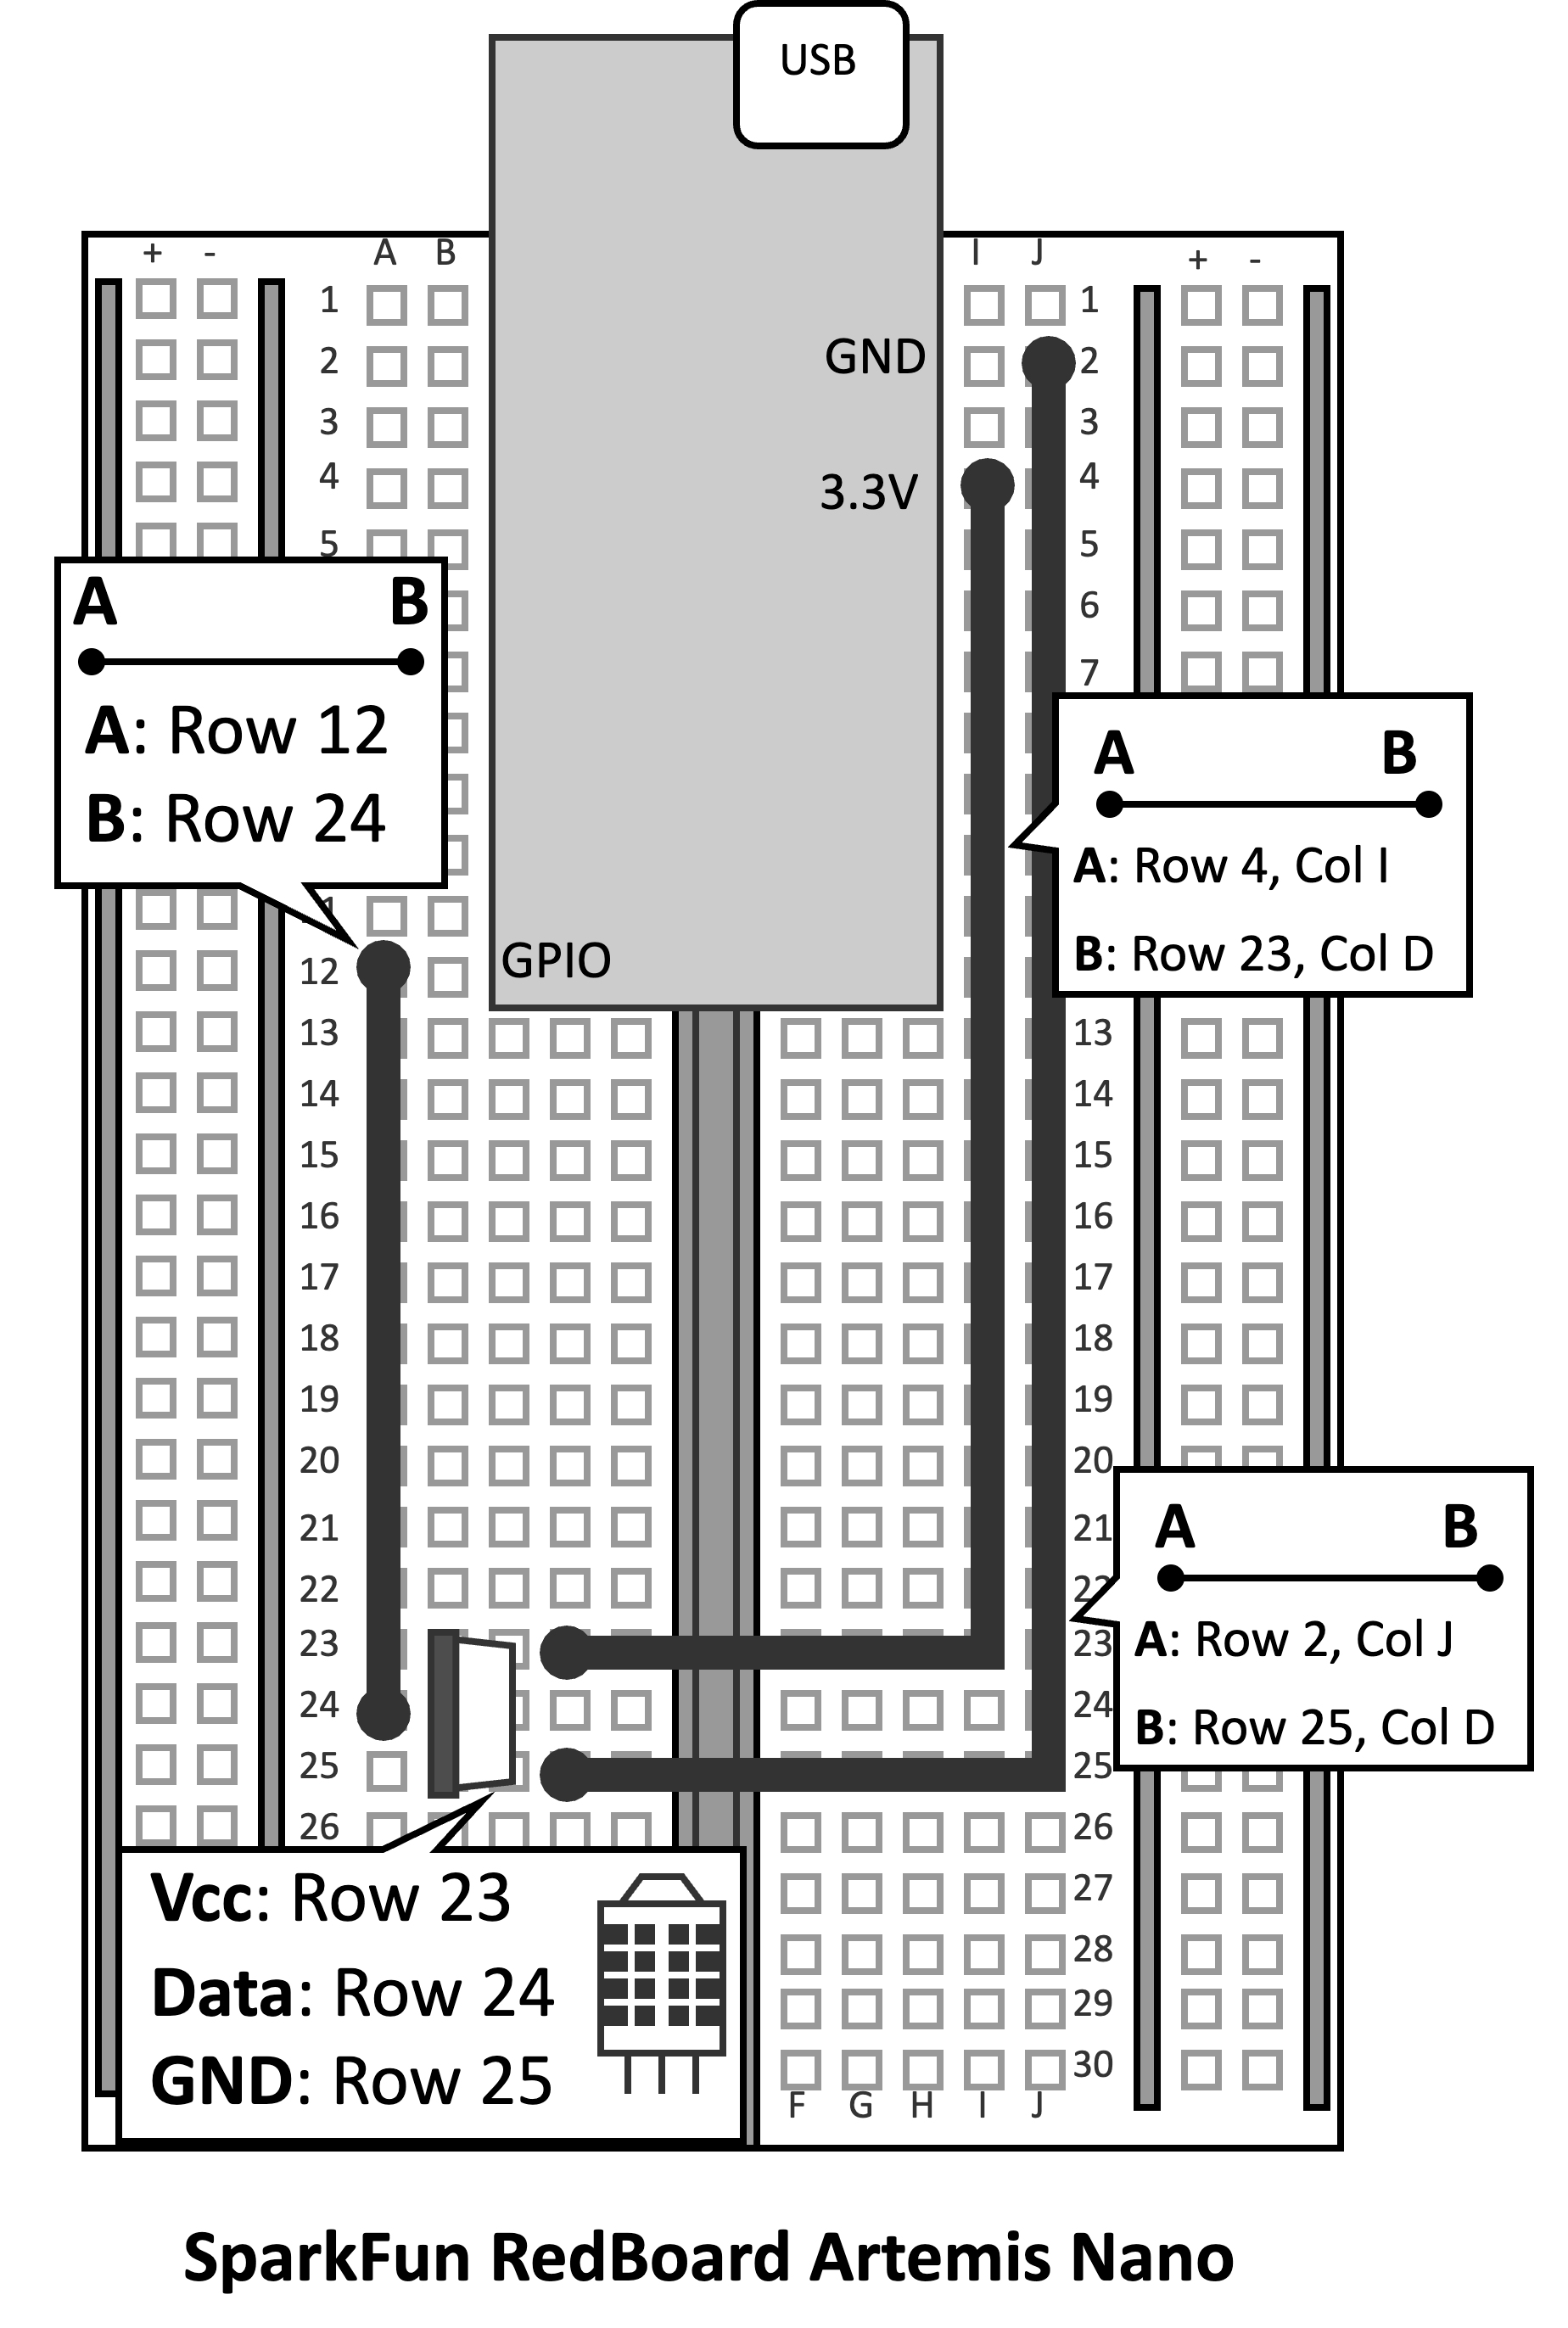 USB
+ - A B I J + -
1 1
GND
2 2
3 3
3.3V
4 4
5 5
6
7
A B
A: Row 12
B: Row 24
A B
A: Row 4, Col I
B: Row 23, Col D
GPIO
12
13 13
14 14
15 15
16 16
17 17
18 18
19 19
20 20
21 21
22 22
23 23
24 24
25 25
26 26
A B
A: Row 2, Col J
B: Row 25, Col D
Vcc: Row 23
Data: Row 24
GND: Row 25
27
28
29
30
F G H I J
SparkFun RedBoard Artemis Nano